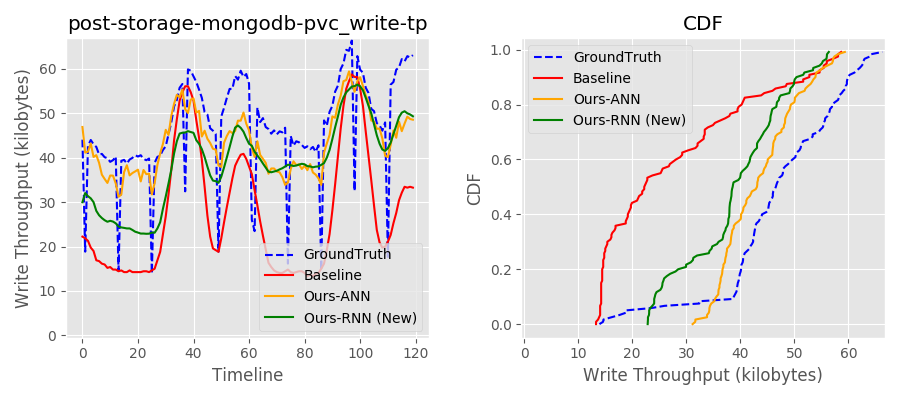 post-storage-mongodb-pvc_write-tp
Write Throughput (kilobytes)
60
50
40
30
20
10
0
GroundTruth
Baseline
Ours-ANN
Ours-RNN (New)
0 20 40 60 80 100 120
Timeline
CDF
CDF
1.0
0.8
0.6
0.4
0.2
0.0
GroundTruth
Baseline
Ours-ANN
Ours-RNN (New)
0 10 20 30 40 50 60
Write Throughput (kilobytes)